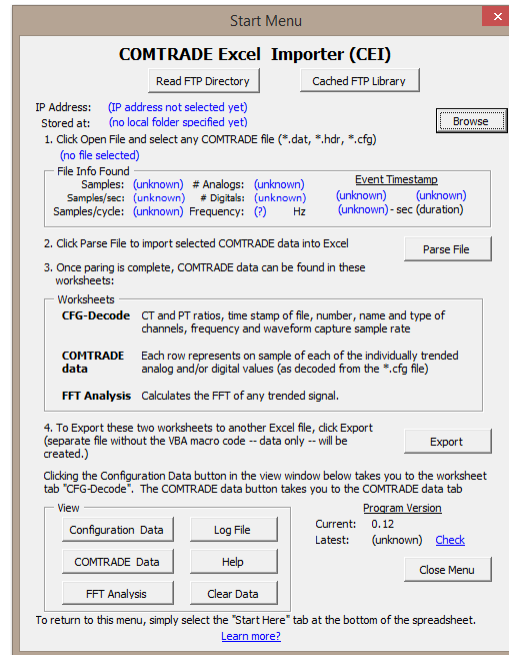 Start Menu
x
COMTRADE Excel Importer (CEI)
Read FTP Directory Cached FTP Library
IP Address: (IP address not selected yet)
Stored at: (no local folder specified yet) Browse
1. Click Open File and select any COMTRADE file (*.dat, *.hdr, *.cfg)
(no file selected)
File Info Found
Samples: (unknown) # Analogs: (unknown) Event Timestamp
Samples/sec: (unknown) # Digitals: (unknown) (unknown) (unknown)
Samples/cycle: (unknown) Frequency: (?) Hz (unknown) - sec (duration)
2. Click Parse File to import selected COMTRADE data into Excel Parse File
3. Once paring is complete, COMTRADE data can be found in these
worksheets:
Worksheets
CFG-Decode CT and PT ratios, time stamp of file, number, name and type of
channels, frequency and waveform capture sample rate
COMTRADE Each row represents on sample of each of the individually trended
data analog and/or digital values (as decoded from the *.cfg file)
FFT Analysis Calculates the FFT of any trended signal.
4. To Export these two worksheets to another Excel file, click Export
(separate file without the VBA macro code -- data only -- will be
created.) Export
Clicking the Configuration Data button in the view window below takes you to the worksheet
tab "CFG-Decode". The COMTRADE data button takes you to the COMTRADE data tab
View Program Version
Configuration Data Log File Current: 0.12
Latest: (unknown) Check
COMTRADE Data Help Close Menu
FFT Analysis Clear Data
To return to this menu, simply select the "Start Here" tab at the bottom of the spreadsheet.
Learn more?